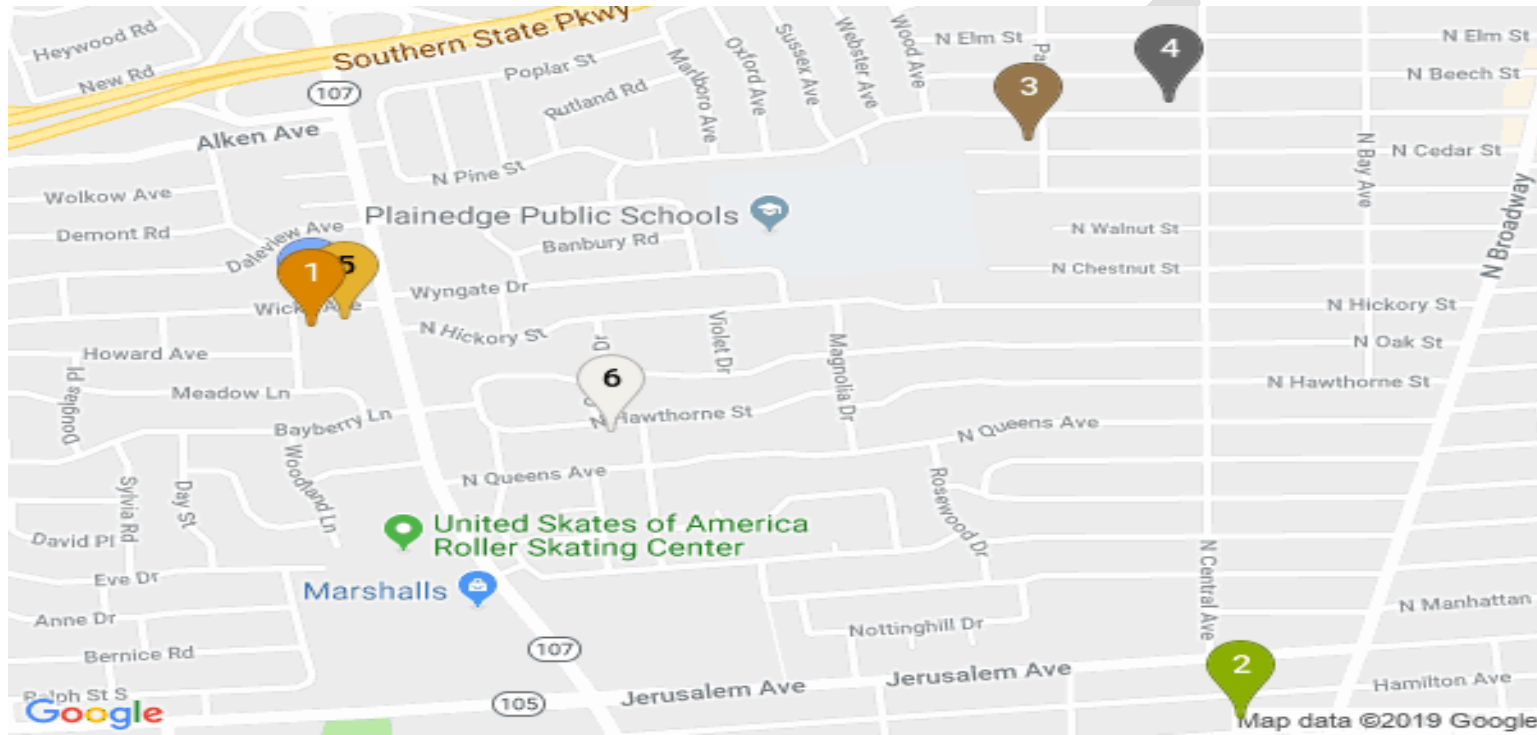 Heywood Rd
New Rd
Southern State Pkwy
107
Poplar St
Rutland Rd
Marlboro Ave
Oxford Ave
Sussex Ave
Webster Ave
Wood Ave
N Elm St
4
N Elm St
N Beech St
3
Alken Ave
N Pine St
N Cedar St
N Bay Ave
Wolkow Ave
Plainedge Public Schools
Demont Rd
Daleview Ave
Banbury Rd
N Walnut St
N Broadway
1
5
N Chestnut St
Wyngate Dr
N Hickory St
N Hickory St
Howard Ave
Violet Dr
Magnolia Dr
N Oak St
Dr
6
N Hawthorne St
Douglas Pl
Meadow Ln
Bayberry Ln
N Hawthorne St
N Queens Ave
Woodland Ln
N Queens Ave
Sylvia Rd
Day St
Rosewood Dr
United Skates of America
Roller Skating Center
David Pl
N Central Ave
Eve Dr
Marshalls
N Manhattan
Anne Dr
Nottinghill Dr
107
Bernice Rd
2
Jerusalem Ave
Jerusalem Ave
Hamilton Ave
Ralph St S
105
Google
Map data ©2019 Google